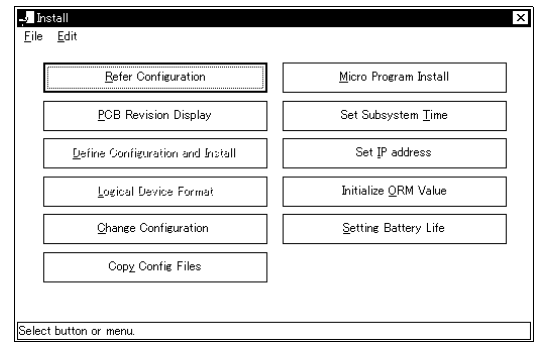 Install
File Edit
Refer Configuration
Micro Program Install
PCB Revision Display
Set Subsystem Time
Define Configuration and Install
Set IP address
Logical Device Format
Initialize ORM Value
Change Configuration
Setting Battery Life
Copy Config Files
Select button or menu.